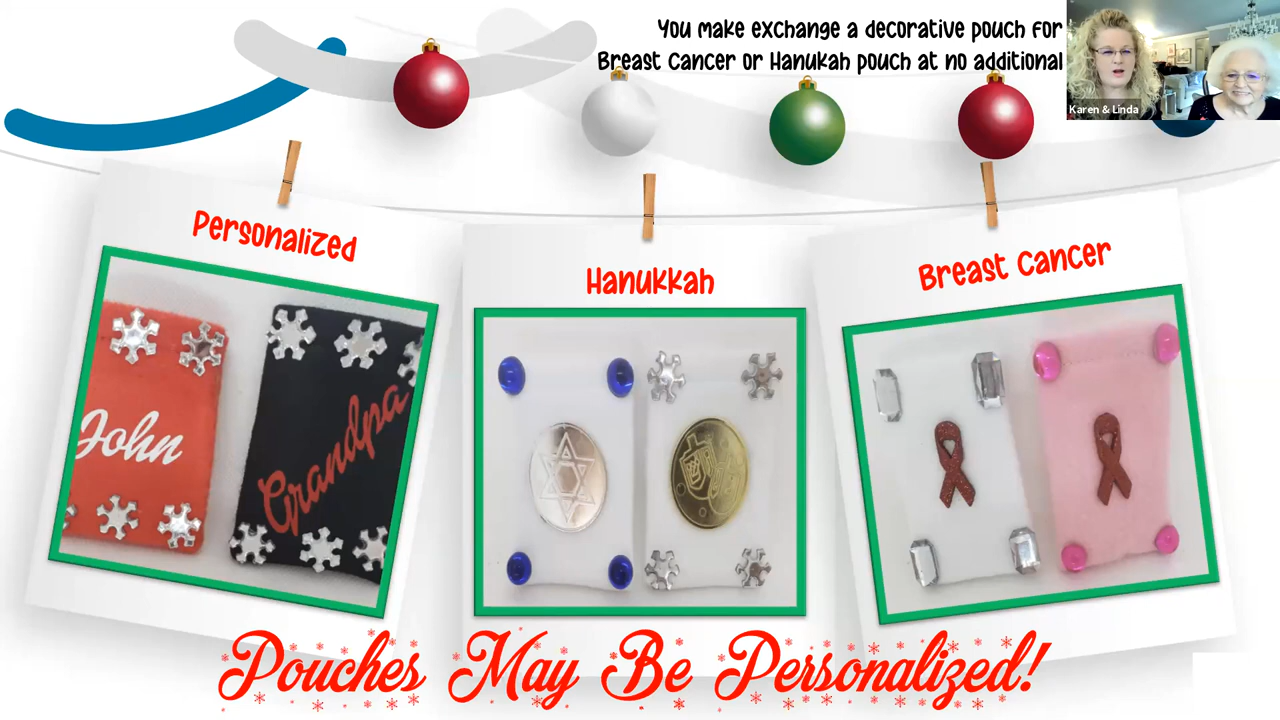 You make exchange a decorative pouch for
Breast Cancer or Hanukah pouch at no additional
Karen & Linda
Personalized
Hanukkah
Breast Cancer
John
Grandpa
Pouches May Be Personalized!